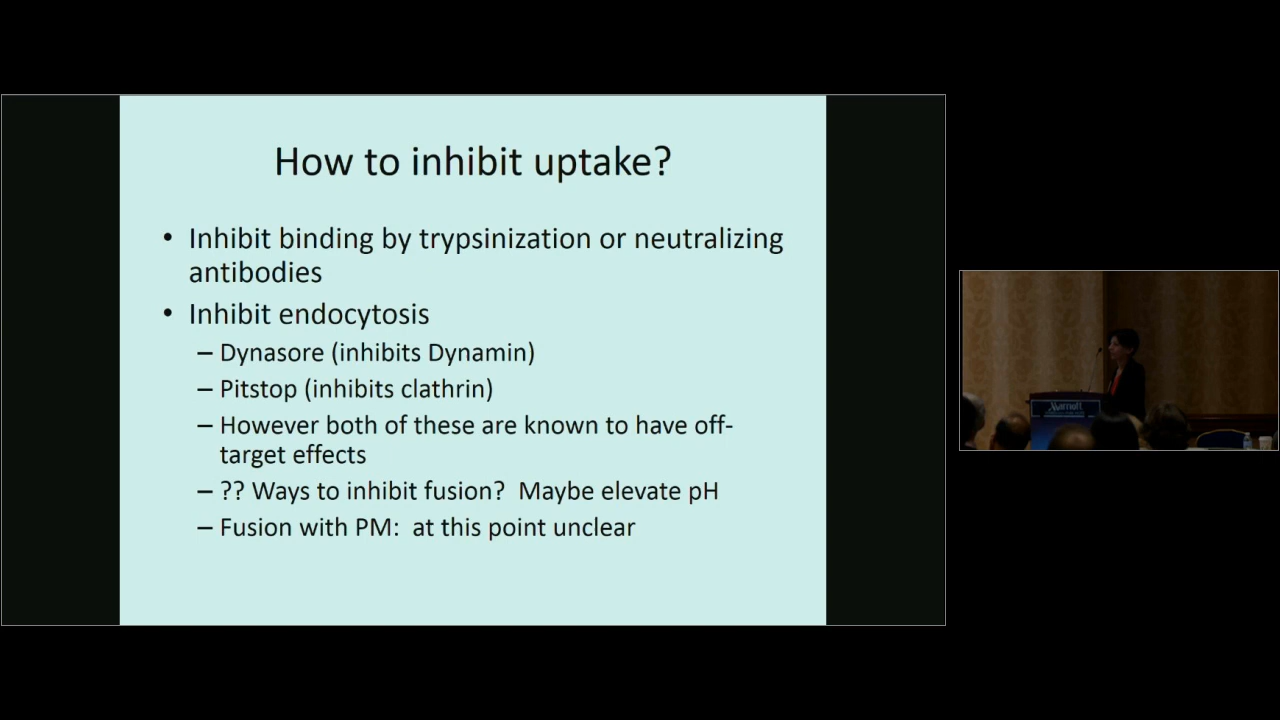 How to inhibit uptake?
• Inhibit binding by trypsinization or neutralizing
antibodies
• Inhibit endocytosis
– Dynasore (inhibits Dynamin)
– Pitstop (inhibits clathrin)
– However both of these are known to have off-
target effects
– ?? Ways to inhibit fusion?  Maybe elevate pH
– Fusion with PM:  at this point unclear
Marriott